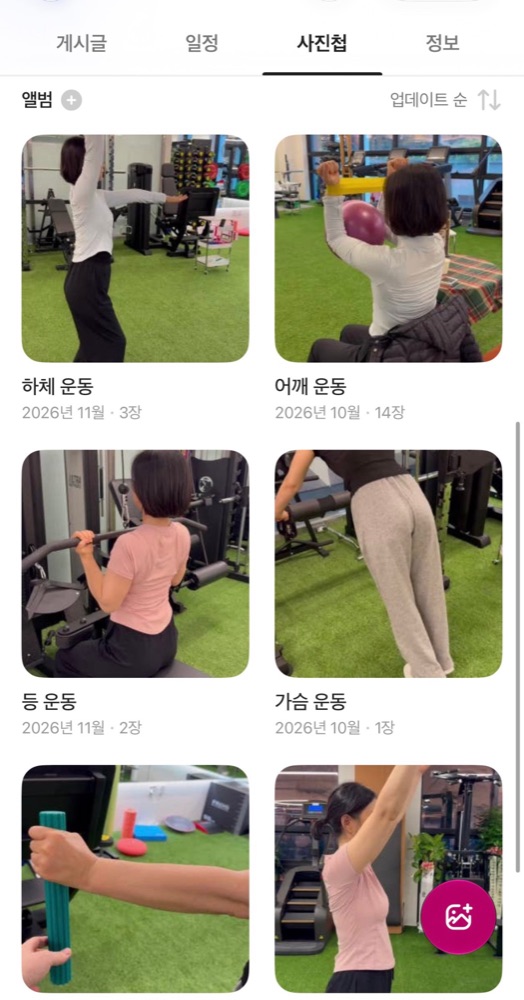 게시글 일정 사진첩 정보
앨범 업데이트 순
하체 운동 어깨 운동
2026년 11월 · 3장 2026년 10월 · 14장
등 운동 가슴 운동
2026년 11월 · 2장 2026년 10월 · 1장